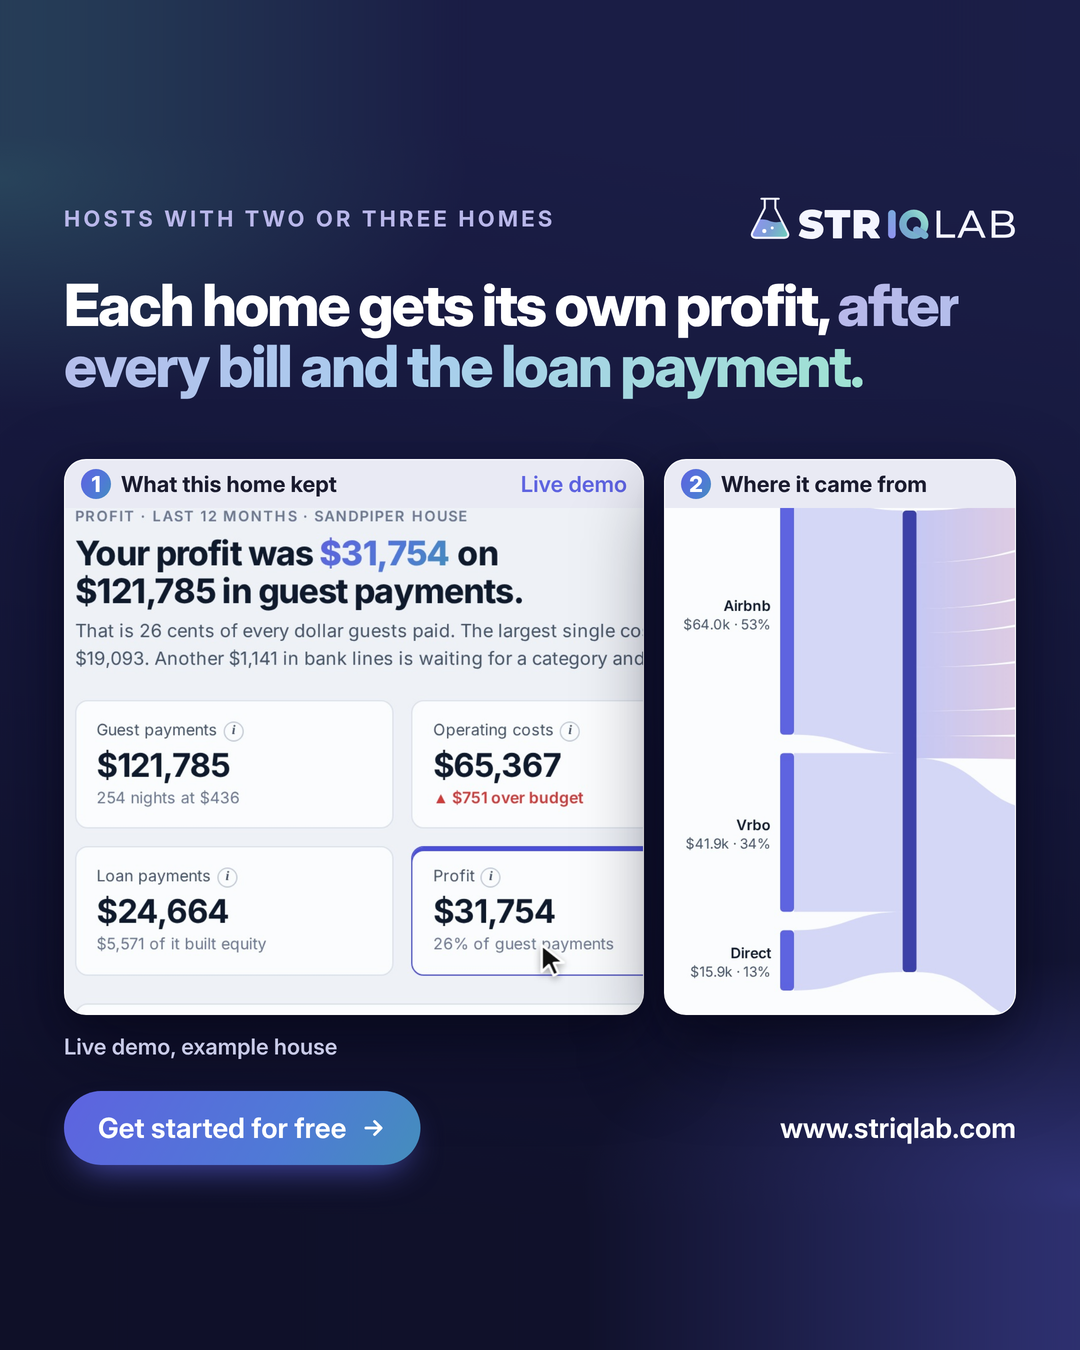 HOSTS WITH TWO OR THREE HOMES
STRIQLAB
Each home gets its own profit, after
every bill and the loan payment.
1 What this home kept
Live demo
PROFIT · LAST 12 MONTHS · SANDPIPER HOUSE
Your profit was $31,754 on
$121,785 in guest payments.
That is 26 cents of every dollar guests paid. The largest single
$19,093. Another $1,141 in bank lines is waiting for a category and
Guest payments i
$121,785
254 nights at $436
Operating costs i
$65,367
▲ $751 over budget
Loan payments i
$24,664
$5,571 of it built equity
Profit i
$31,754
26% of guest payments
2 Where it came from
Airbnb
$64.0k · 53%
Vrbo
$41.9k · 34%
Direct
$15.9k · 13%
Live demo, example house
Get started for free →
www.striqlab.com